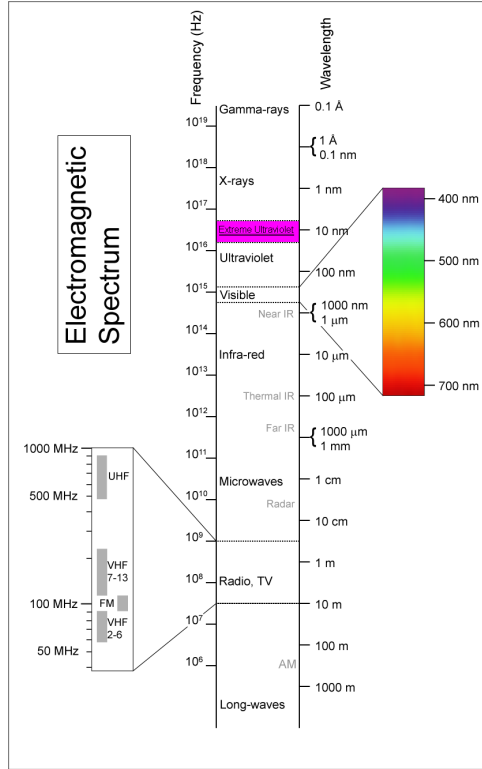 Electromagnetic
Spectrum
Frequency (Hz)
Wavelength
Gamma-rays
0.1 Å
10¹⁹
1 Å
0.1 nm
10¹⁸
X-rays
1 nm
10¹⁷
Extreme Ultraviolet
10 nm
10¹⁶
Ultraviolet
100 nm
10¹⁵
Visible
1000 nm
Near IR
1 μm
10¹⁴
Infra-red
10 μm
10¹³
Thermal IR
100 μm
10¹²
Far IR
1000 μm
1 mm
10¹¹
Microwaves
1 cm
10¹⁰
Radar
10 cm
10⁹
1 m
10⁸
Radio, TV
10 m
10⁷
100 m
10⁶
AM
1000 m
Long-waves
400 nm
500 nm
600 nm
700 nm
1000 MHz
UHF
500 MHz
VHF
7-13
100 MHz
FM
VHF
2-6
50 MHz